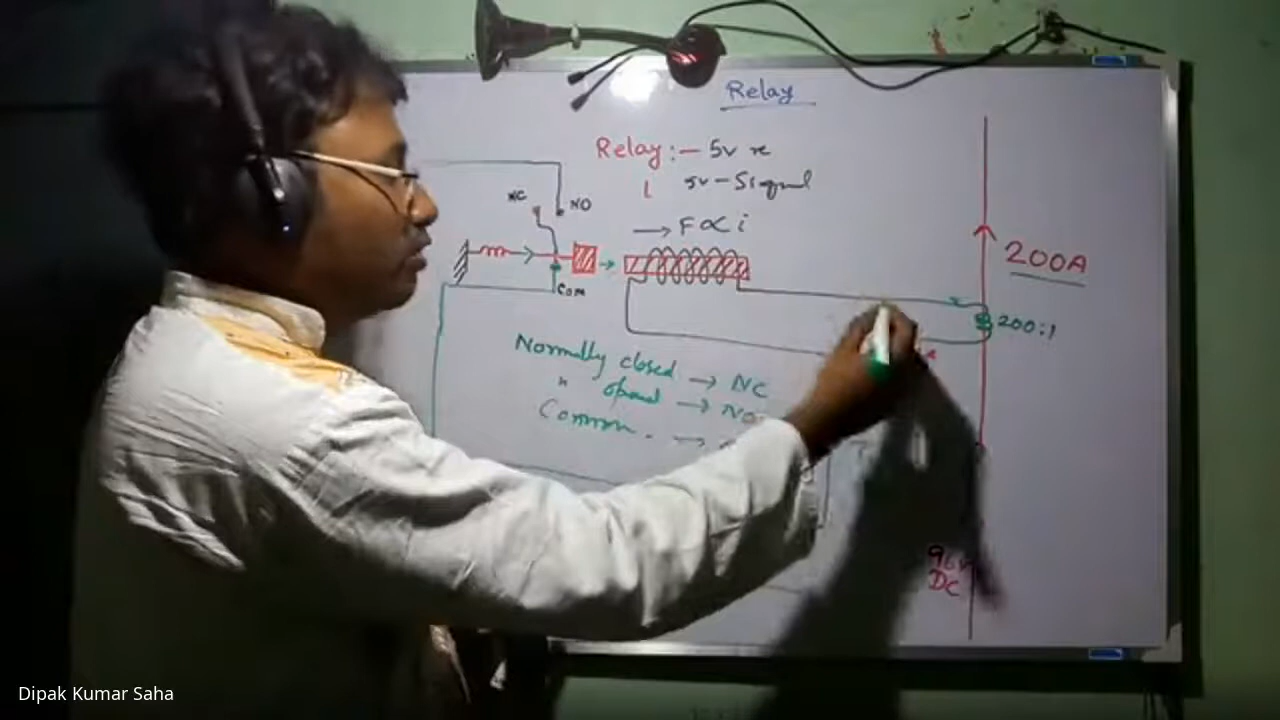 Relay
Relay :- 5v
5v - Signal
→ F ∝ i
NC
NO
Com
200A
200:1
Normally closed → NC
" opened → NO
Common. →
96v
DC
Dipak Kumar Saha